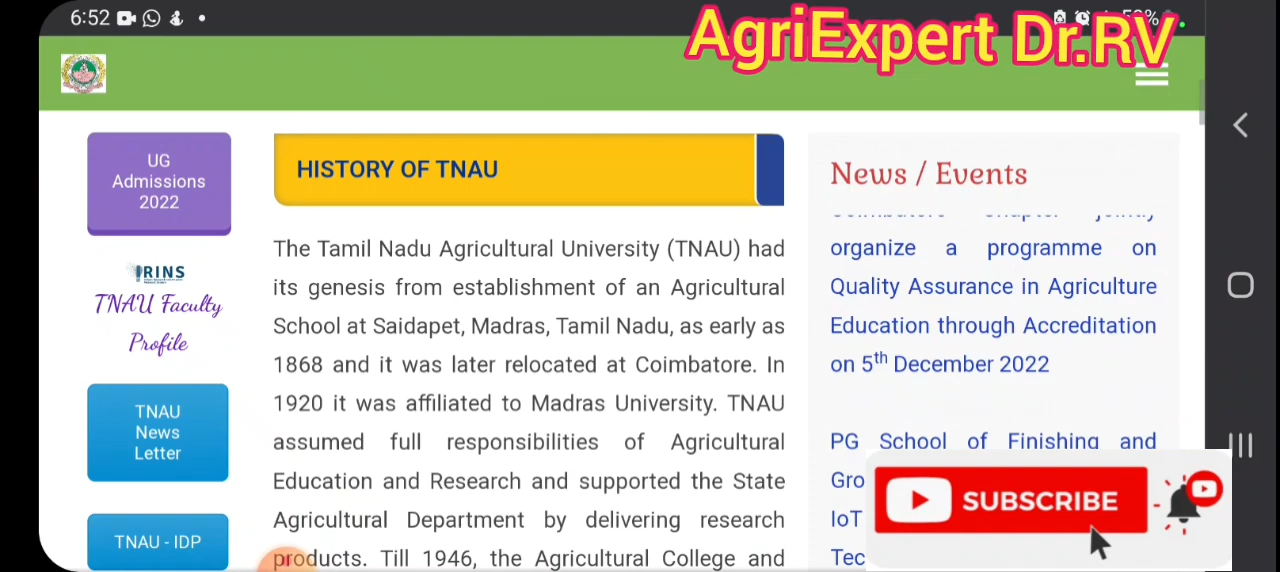 6:52
AgriExpert Dr.RV
UG
Admissions
2022
IRINS
TNAU Faculty
Profile
TNAU
News
Letter
TNAU - IDP
HISTORY OF TNAU
The Tamil Nadu Agricultural University (TNAU) had
its genesis from establishment of an Agricultural
School at Saidapet, Madras, Tamil Nadu, as early as
1868 and it was later relocated at Coimbatore. In
1920 it was affiliated to Madras University. TNAU
assumed full responsibilities of Agricultural
Education and Research and supported the State
Agricultural Department by delivering research
products. Till 1946, the Agricultural College and
News / Events
Coimbatore Chapter jointly
organize a programme on
Quality Assurance in Agriculture
Education through Accreditation
on 5th December 2022
PG School of Finishing and
Gro
IoT
Tec
SUBSCRIBE